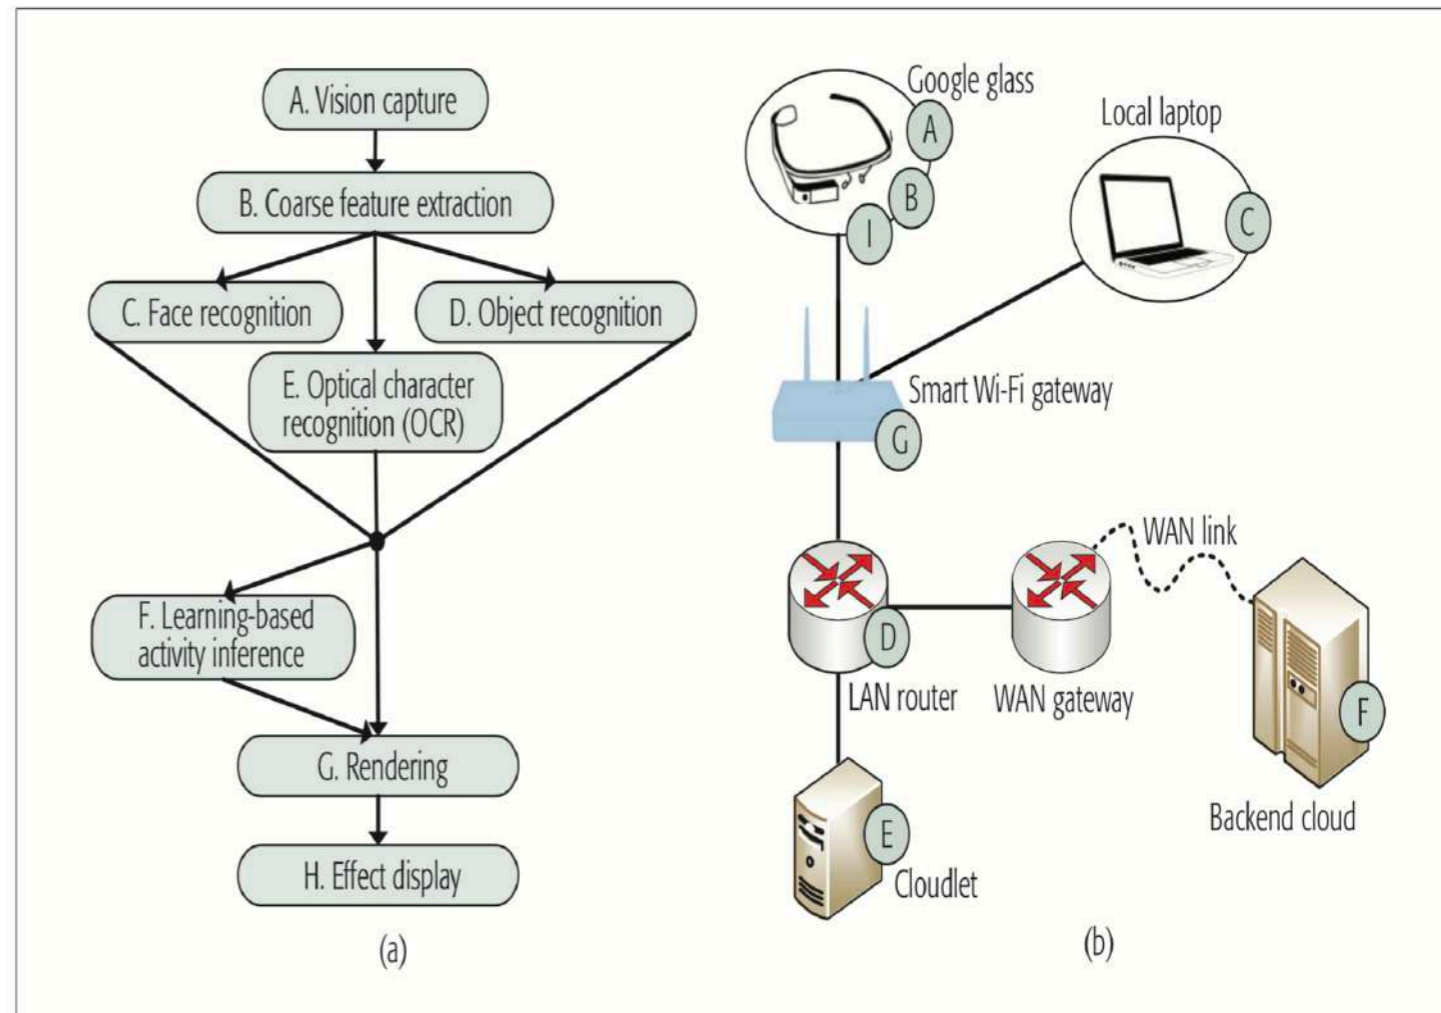 A. Vision capture
B. Coarse feature extraction
C. Face recognition
D. Object recognition
E. Optical character
recognition (OCR)
F. Learning-based
activity inference
G. Rendering
H. Effect display
(a)
Google glass
A
B
I
Local laptop
C
Smart Wi-Fi gateway
G
WAN link
D
LAN router
WAN gateway
F
Backend cloud
E
Cloudlet
(b)